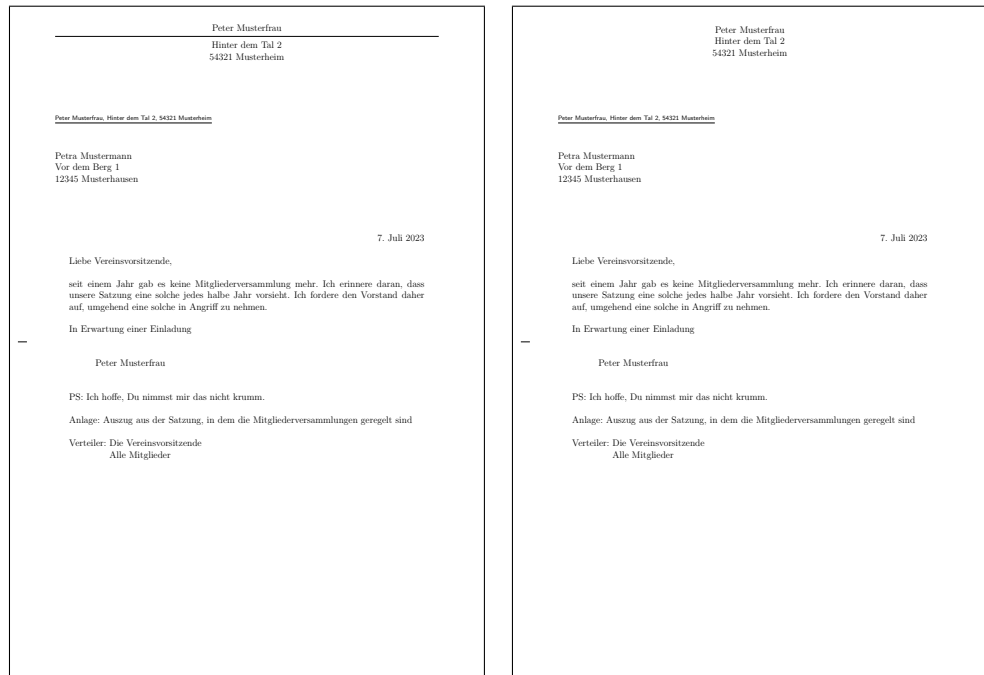 Peter Musterfrau
Hinter dem Tal 2
54321 Musterheim
Peter Musterfrau, Hinter dem Tal 2, 54321 Musterheim
Petra Mustermann
Vor dem Berg 1
12345 Musterhausen
7. Juli 2023
Liebe Vereinsvorsitzende,
seit einem Jahr gab es keine Mitgliederversammlung mehr. Ich erinnere daran, dass
unsere Satzung eine solche jedes halbe Jahr vorsieht. Ich fordere den Vorstand daher
auf, umgehend eine solche in Angriff zu nehmen.
In Erwartung einer Einladung
Peter Musterfrau
PS: Ich hoffe, Du nimmst mir das nicht krumm.
Anlage: Auszug aus der Satzung, in dem die Mitgliederversammlungen geregelt sind
Verteiler: Die Vereinsvorsitzende
Alle Mitglieder
Peter Musterfrau
Hinter dem Tal 2
54321 Musterheim
Peter Musterfrau, Hinter dem Tal 2, 54321 Musterheim
Petra Mustermann
Vor dem Berg 1
12345 Musterhausen
7. Juli 2023
Liebe Vereinsvorsitzende,
seit einem Jahr gab es keine Mitgliederversammlung mehr. Ich erinnere daran, dass
unsere Satzung eine solche jedes halbe Jahr vorsieht. Ich fordere den Vorstand daher
auf, umgehend eine solche in Angriff zu nehmen.
In Erwartung einer Einladung
Peter Musterfrau
PS: Ich hoffe, Du nimmst mir das nicht krumm.
Anlage: Auszug aus der Satzung, in dem die Mitgliederversammlungen geregelt sind
Verteiler: Die Vereinsvorsitzende
Alle Mitglieder